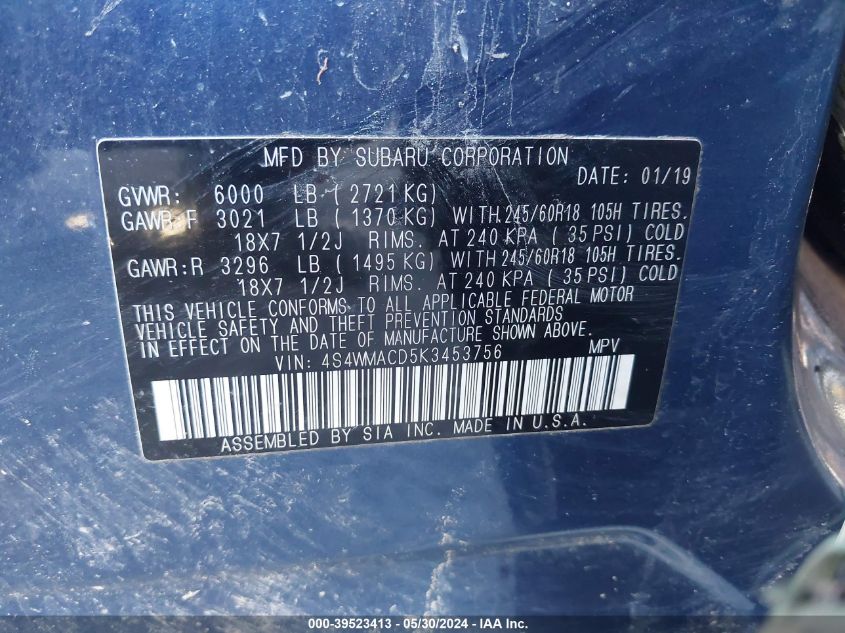 MFD BY SUBARU CORPORATION
DATE: 01/19
GVWR: 6000 LB ( 2721 KG)
GAWR:F 3021 LB ( 1370 KG) WITH 245/60R18 105H TIRES.
18X7 1/2J RIMS. AT 240 KPA ( 35 PSI) COLD
GAWR:R 3296 LB ( 1495 KG) WITH 245/60R18 105H TIRES.
18X7 1/2J RIMS. AT 240 KPA ( 35 PSI) COLD
THIS VEHICLE CONFORMS TO ALL APPLICABLE FEDERAL MOTOR
VEHICLE SAFETY AND THEFT PREVENTION STANDARDS
IN EFFECT ON THE DATE OF MANUFACTURE SHOWN ABOVE.
VIN: 4S4WMACD5K3453756 MPV
ASSEMBLED BY SIA INC. MADE IN U.S.A.
000-39523413 - 05/30/2024 - IAAI.com